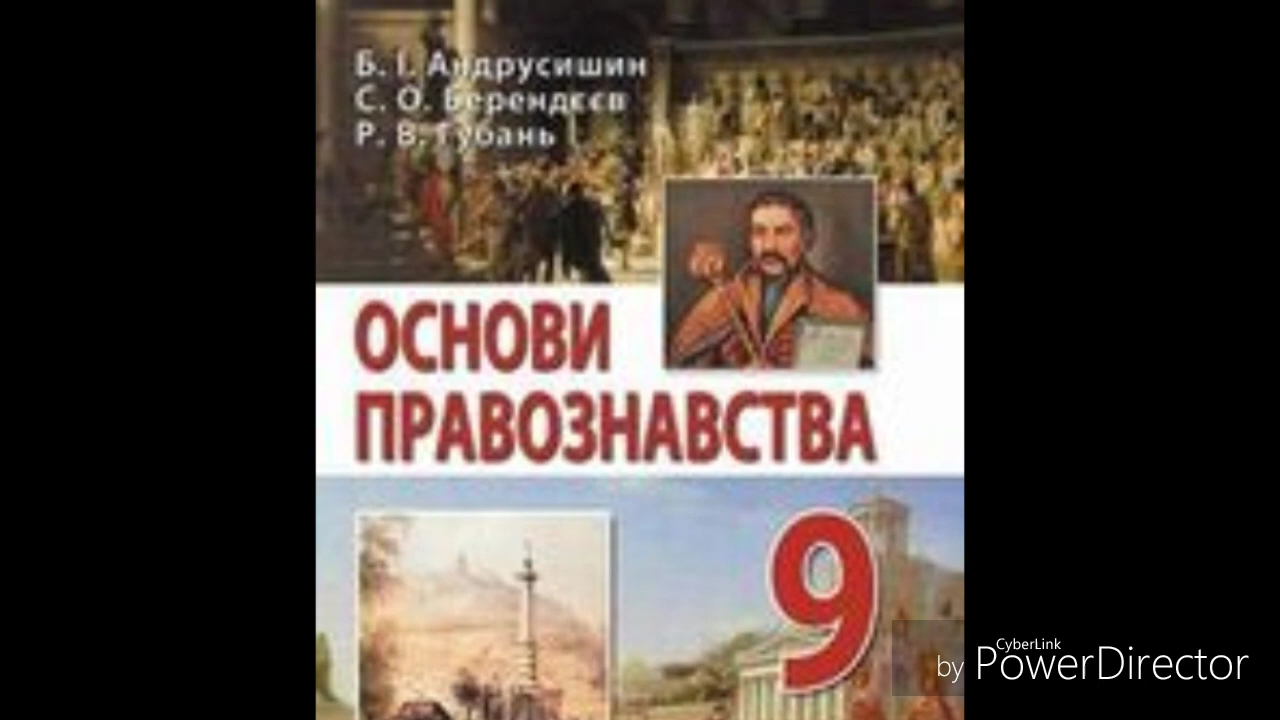 Б. І. Андрусишин
С. О. Берендєєв
Р. В. Губань
ОСНОВИ
ПРАВОЗНАВСТВА
9
CyberLink
by PowerDirector